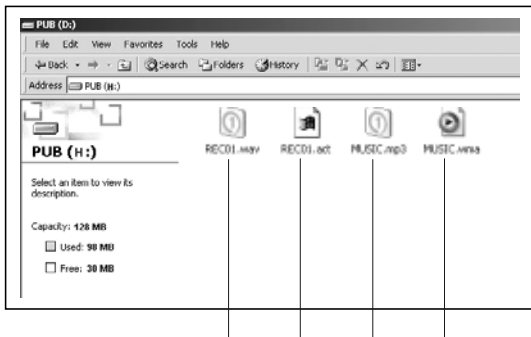 PUB (D:)
File Edit View Favorites Tools Help
Back Search Folders History
Address PUB (H:)
PUB (H:)
REC01.wav REC01.act MUSIC.mp3 MUSIC.wma
Select an item to view its
description.
Capacity: 128 MB
Used: 98 MB
Free: 30 MB